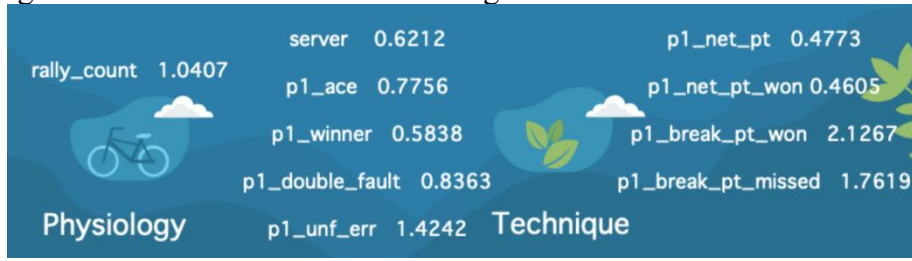 rally_count 1.0407
Physiology
server 0.6212
p1_ace 0.7756
p1_winner 0.5838
p1_double_fault 0.8363
p1_unf_err 1.4242
Technique
p1_net_pt 0.4773
p1_net_pt_won 0.4605
p1_break_pt_won 2.1267
p1_break_pt_missed 1.7619